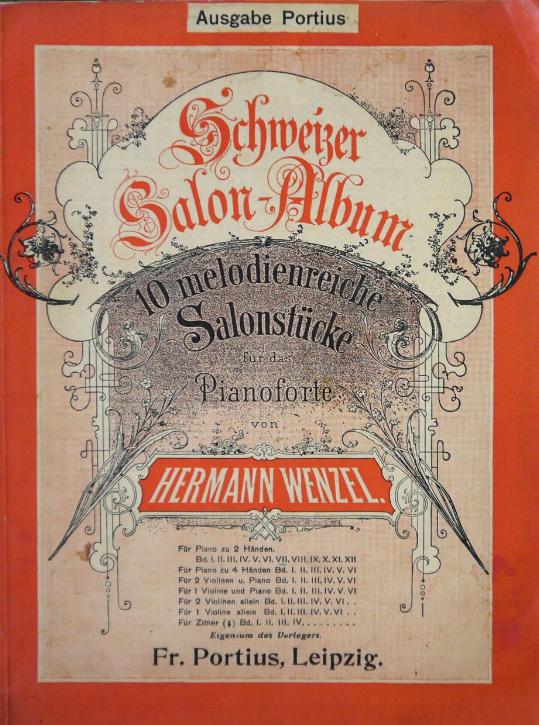 Ausgabe Portius
Schweizer
Salon-Album
10 melodienreiche
Salonstücke
für das
Pianoforte
von
HERMANN WENZEL.
Für Piano zu 2 Händen.
Bd. I. II. III. IV. V. VI. VII. VIII. IX. X. XI. XII
Für Piano zu 4 Händen Bd. I. II. III. IV. V. VI
Für 2 Violinen u. Piano Bd. I. II. III. IV. V. VI
Für 1 Violine und Piano Bd. I. II. III. IV. V. VI
Für 2 Violinen allein Bd. I. II. III. IV. V. VI . .
Für 1 Violine allein Bd. I. II. III. IV. V. VI . .
Für Zither Bd. I. II. III. IV. . . . . . . . .
Eigentum des Verlegers.
Fr. Portius, Leipzig.